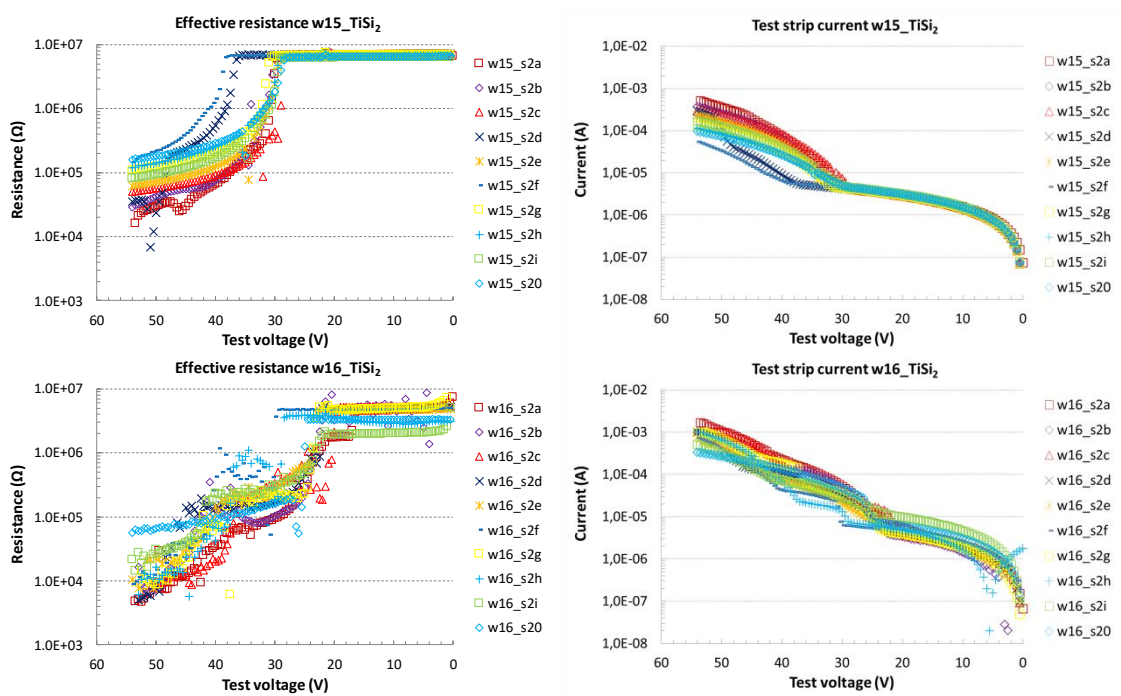 Effective resistance w15_TiSi₂
Resistance (Ω)
1.0E+07
1.0E+06
1.0E+05
1.0E+04
1.0E+03
60 50 40 30 20 10 0
Test voltage (V)
w15_s2a
w15_s2b
w15_s2c
w15_s2d
w15_s2e
w15_s2f
w15_s2g
w15_s2h
w15_s2i
w15_s20
Test strip current w15_TiSi₂
Current (A)
1,0E-02
1,0E-03
1,0E-04
1,0E-05
1,0E-06
1,0E-07
1,0E-08
60 50 40 30 20 10 0
Test voltage (V)
w15_s2a
w15_s2b
w15_s2c
w15_s2d
w15_s2e
w15_s2f
w15_s2g
w15_s2h
w15_s2i
w15_s20
Effective resistance w16_TiSi₂
Resistance (Ω)
1.0E+07
1.0E+06
1.0E+05
1.0E+04
1.0E+03
60 50 40 30 20 10 0
Test voltage (V)
w16_s2a
w16_s2b
w16_s2c
w16_s2d
w16_s2e
w16_s2f
w16_s2g
w16_s2h
w16_s2i
w16_s20
Test strip current w16_TiSi₂
Current (A)
1,0E-02
1,0E-03
1,0E-04
1,0E-05
1,0E-06
1,0E-07
1,0E-08
60 50 40 30 20 10 0
Test voltage (V)
w16_s2a
w16_s2b
w16_s2c
w16_s2d
w16_s2e
w16_s2f
w16_s2g
w16_s2h
w16_s2i
w16_s20